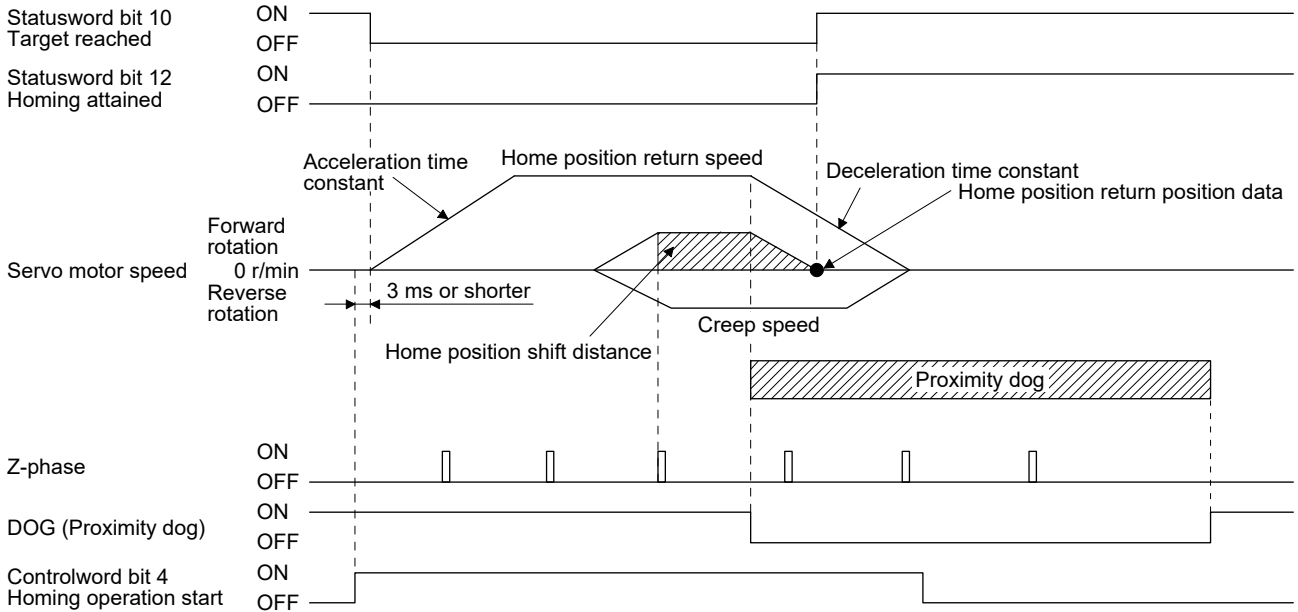 Statusword bit 10
Target reached
ON
OFF
Statusword bit 12
Homing attained
ON
OFF
Acceleration time
constant
Home position return speed
Deceleration time constant
Home position return position data
Forward
rotation
Servo motor speed
0 r/min
Reverse
rotation
3 ms or shorter
Creep speed
Home position shift distance
Proximity dog
Z-phase
ON
OFF
DOG (Proximity dog)
ON
OFF
Controlword bit 4
Homing operation start
ON
OFF